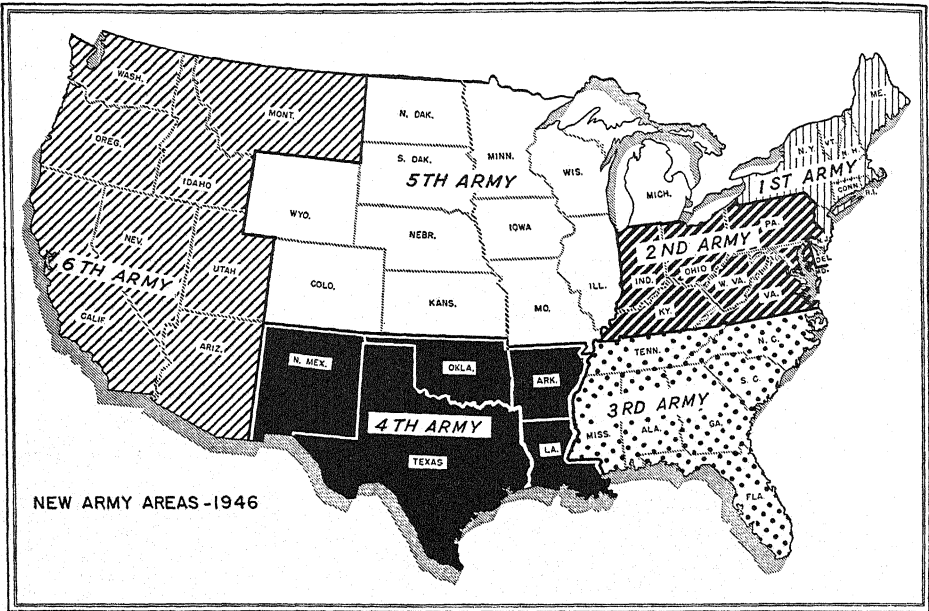 WASH.
MONT.
N. DAK.
MINN.
ME.
OREG.
IDAHO
S. DAK.
WIS.
MICH.
N.Y.
VT.
N.H.
5TH ARMY
1ST ARMY
CONN.
R.I.
WYO.
NEBR.
IOWA
PA.
NEV.
UTAH
2ND ARMY
OHIO
DEL.
MD.
6TH ARMY
COLO.
KANS.
MO.
ILL.
IND.
W. VA.
VA.
KY.
CALIF.
ARIZ.
N. MEX.
OKLA.
ARK.
TENN.
N. C.
S. C.
4TH ARMY
3RD ARMY
MISS.
ALA.
GA.
TEXAS
LA.
FLA.
NEW ARMY AREAS -1946